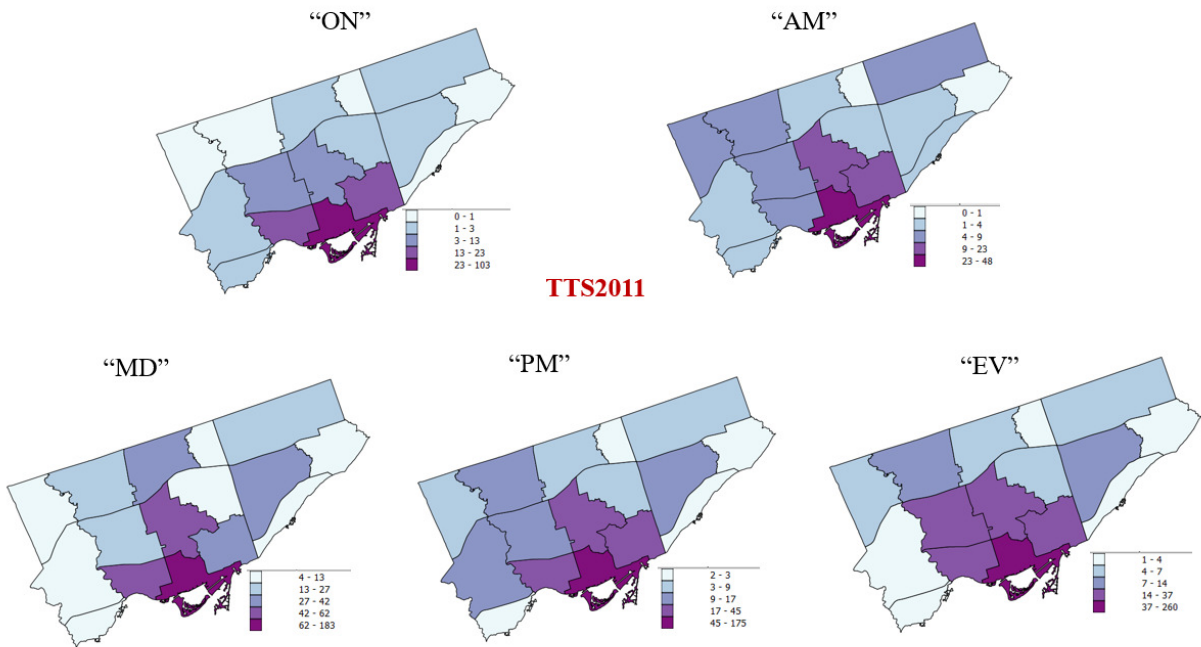 “ON”
“AM”
0 - 1
1 - 3
3 - 13
13 - 23
23 - 103
0 - 1
1 - 4
4 - 9
9 - 23
23 - 48
TTS2011
“MD”
“PM”
“EV”
4 - 13
13 - 27
27 - 42
42 - 62
62 - 183
2 - 3
3 - 9
9 - 17
17 - 45
45 - 175
1 - 4
4 - 7
7 - 14
14 - 37
37 - 260